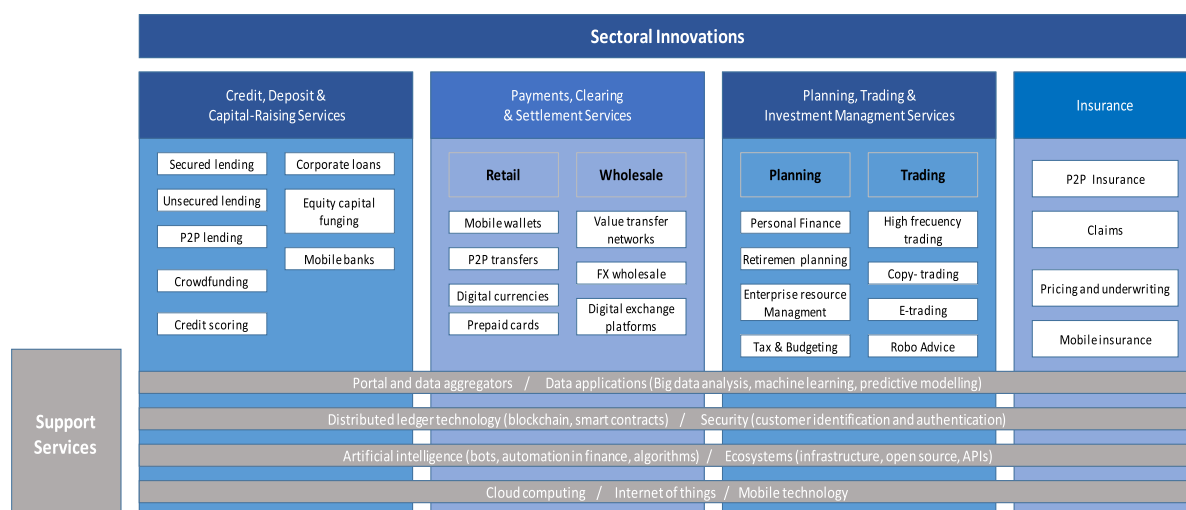 Sectoral Innovations
Credit, Deposit &
Capital-Raising Services
Secured lending
Unsecured lending
P2P lending
Crowdfunding
Credit scoring
Corporate loans
Equity capital
funging
Mobile banks
Payments, Clearing
& Settlement Services
Retail
Mobile wallets
P2P transfers
Digital currencies
Prepaid cards
Wholesale
Value transfer
networks
FX wholesale
Digital exchange
platforms
Planning, Trading &
Investment Managment Services
Planning
Personal Finance
Retiremen planning
Enterprise resource
Managment
Tax & Budgeting
Trading
High frecuency
trading
Copy- trading
E-trading
Robo Advice
Insurance
P2P Insurance
Claims
Pricing and underwriting
Mobile insurance
Support
Services
Portal and data aggregators / Data applications (Big data analysis, machine learning, predictive modelling)
Distributed ledger technology (blockchain, smart contracts) / Security (customer identification and authentication)
Artificial intelligence (bots, automation in finance, algorithms) / Ecosystems (infrastructure, open source, APIs)
Cloud computing / Internet of things / Mobile technology